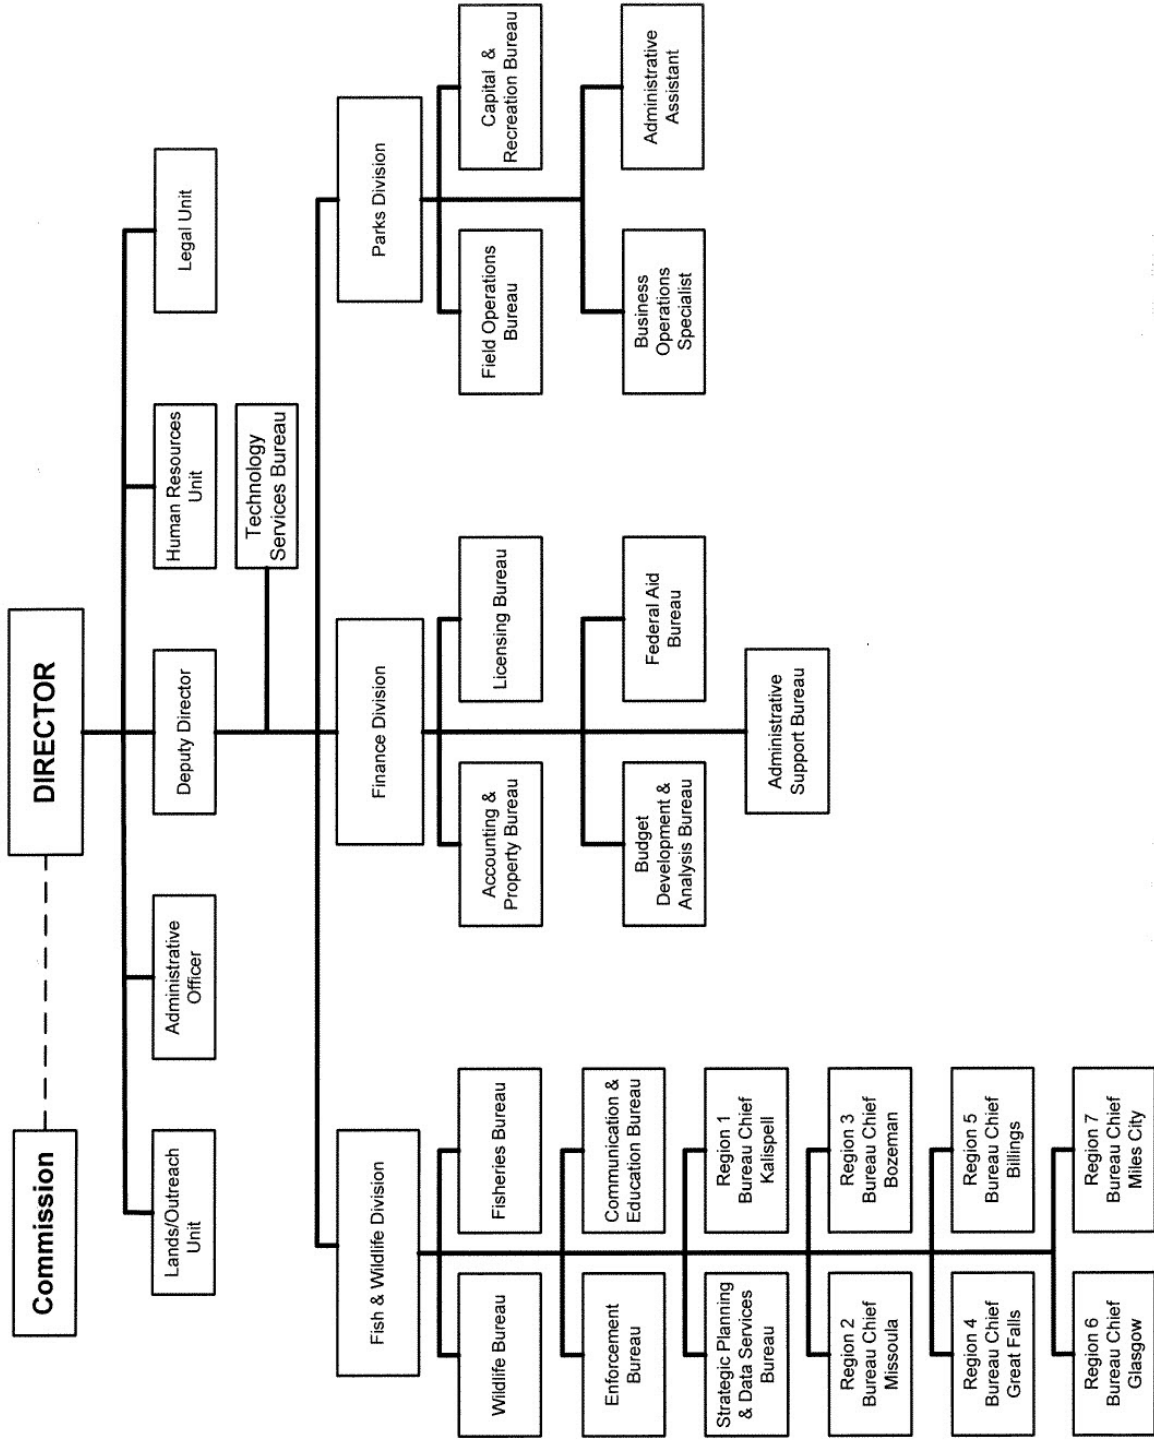 Commission
DIRECTOR
Lands/Outreach
Unit
Administrative
Officer
Deputy Director
Human Resources
Unit
Legal Unit
Technology
Services Bureau
Fish & Wildlife Division
Finance Division
Parks Division
Wildlife Bureau
Fisheries Bureau
Accounting &
Property Bureau
Licensing Bureau
Field Operations
Bureau
Capital &
Recreation Bureau
Enforcement
Bureau
Communication &
Education Bureau
Budget
Development &
Analysis Bureau
Federal Aid
Bureau
Business
Operations
Specialist
Administrative
Assistant
Strategic Planning
& Data Services
Bureau
Region 1
Bureau Chief
Kalispell
Administrative
Support Bureau
Region 2
Bureau Chief
Missoula
Region 3
Bureau Chief
Bozeman
Region 4
Bureau Chief
Great Falls
Region 5
Bureau Chief
Billings
Region 6
Bureau Chief
Glasgow
Region 7
Bureau Chief
Miles City